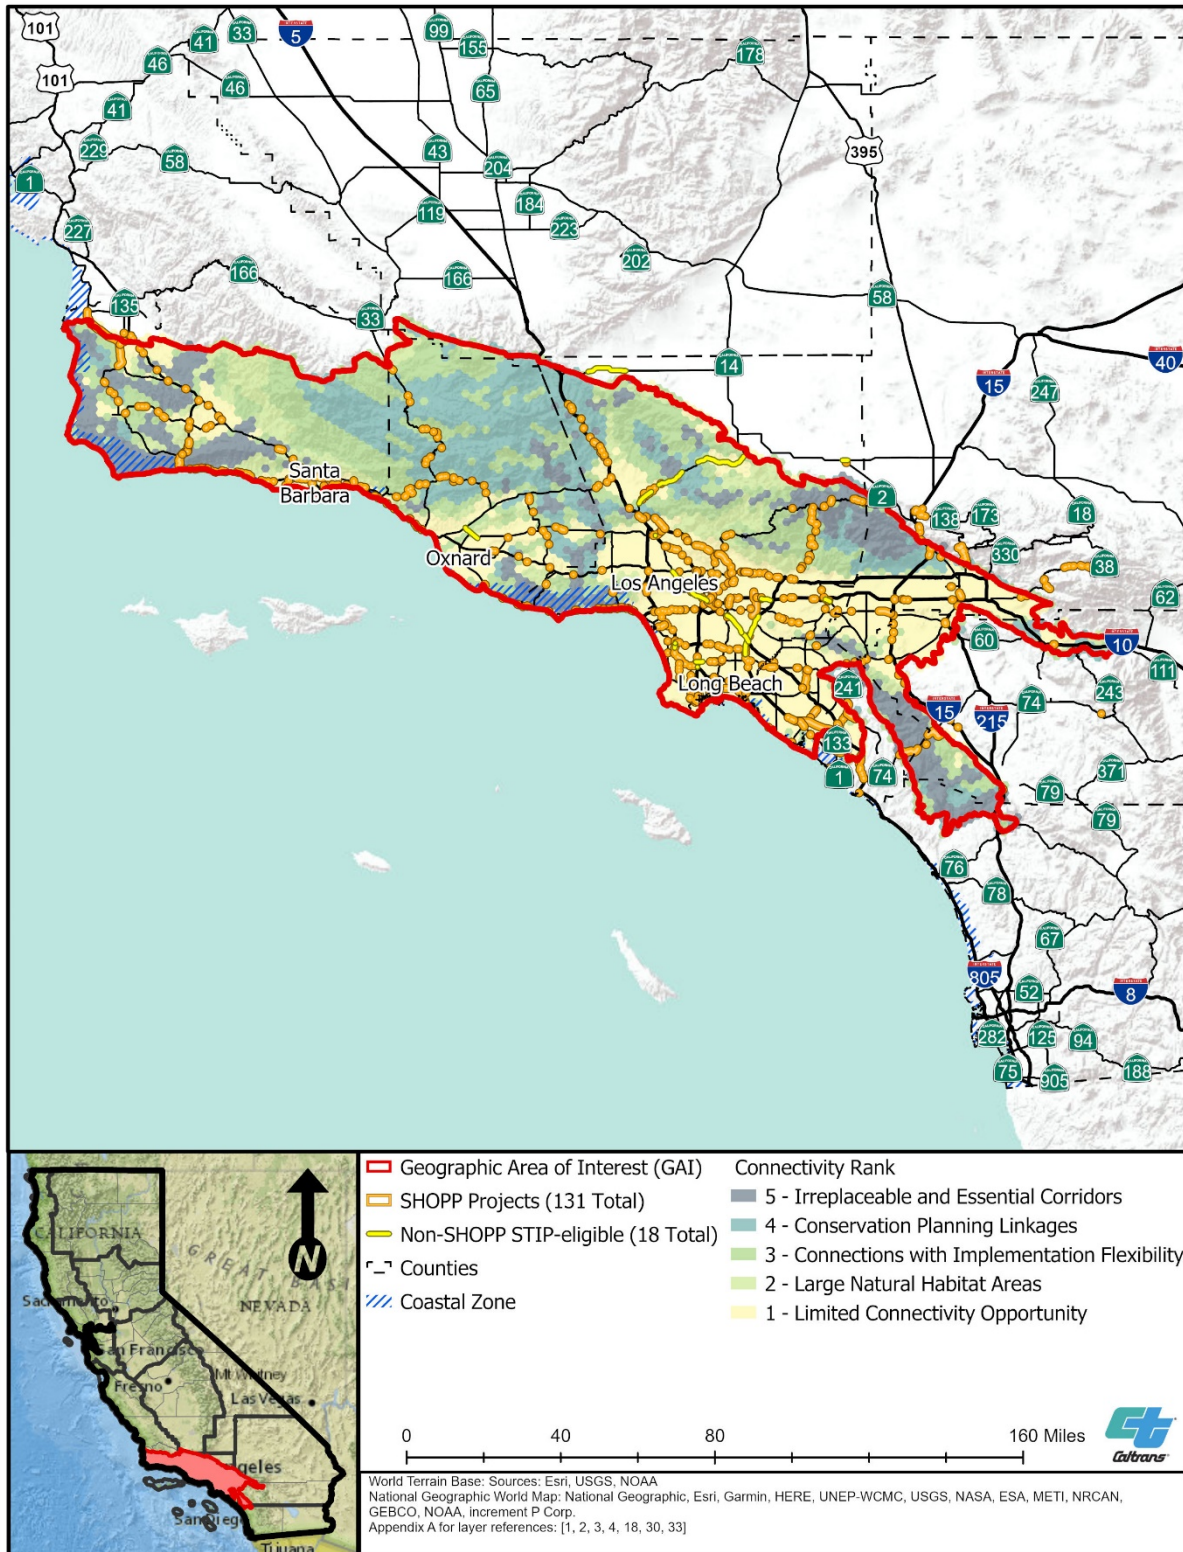 101
41
33
5
99
155
178
46
101
46
65
41
395
43
229
58
204
1
184
119
223
227
202
166
166
58
135
33
14
15
40
247
Santa
Barbara
2
138
173
18
330
38
Oxnard
Los Angeles
62
60
10
111
Long Beach
241
243
15
215
74
133
1
74
371
79
79
76
78
67
805
52
8
282
125
94
75
905
188
CALIFORNIA
GREAT BAS
NEVADA
Sacramento
San Francisco
Mt Whitney
Fresno
Las Vegas
geles
San Diego
Tijuana
N
Geographic Area of Interest (GAI)
SHOPP Projects (131 Total)
Non-SHOPP STIP-eligible (18 Total)
Counties
Coastal Zone
Connectivity Rank
5 - Irreplaceable and Essential Corridors
4 - Conservation Planning Linkages
3 - Connections with Implementation Flexibility
2 - Large Natural Habitat Areas
1 - Limited Connectivity Opportunity
0 40 80 160 Miles
Caltrans
World Terrain Base: Sources: Esri, USGS, NOAA
National Geographic World Map: National Geographic, Esri, Garmin, HERE, UNEP-WCMC, USGS, NASA, ESA, METI, NRCAN,
GEBCO, NOAA, increment P Corp.
Appendix A for layer references: [1, 2, 3, 4, 18, 30, 33]